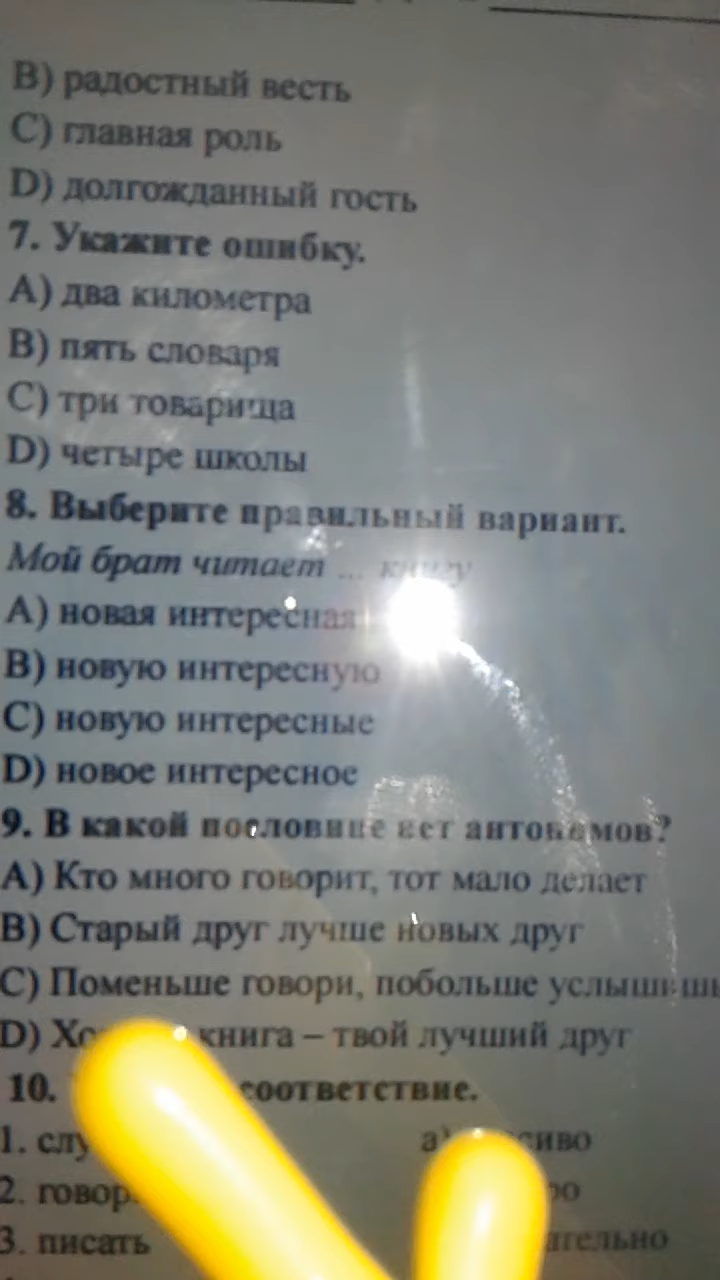 B) радостный весть
C) главная роль
D) долгожданный гость
7. Укажите ошибку.
A) два километра
B) пять словаря
C) три товарища
D) четыре школы
8. Выберите правильный вариант.
Мой брат читает ... книгу
A) новая интересная
B) новую интересную
C) новую интересные
D) новое интересное
9. В какой пословице нет антонимов?
A) Кто много говорит, тот мало делает
B) Старый друг лучше новых друг
C) Поменьше говори, побольше услышишь
D) книга – твой лучший друг
10. соответствие.
1.
2.
3. писать